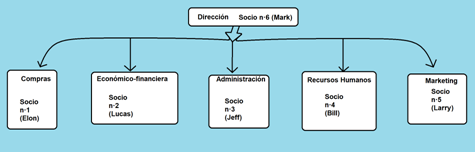 Dirección Socio n·6 (Mark)
Compras
Socio
n·1
(Elon)
Económico-financiera
Socio
n·2
(Lucas)
Administración
Socio
n·3
(Jeff)
Recursos Humanos
Socio
n·4
(Bill)
Marketing
Socio
n·5
(Larry)